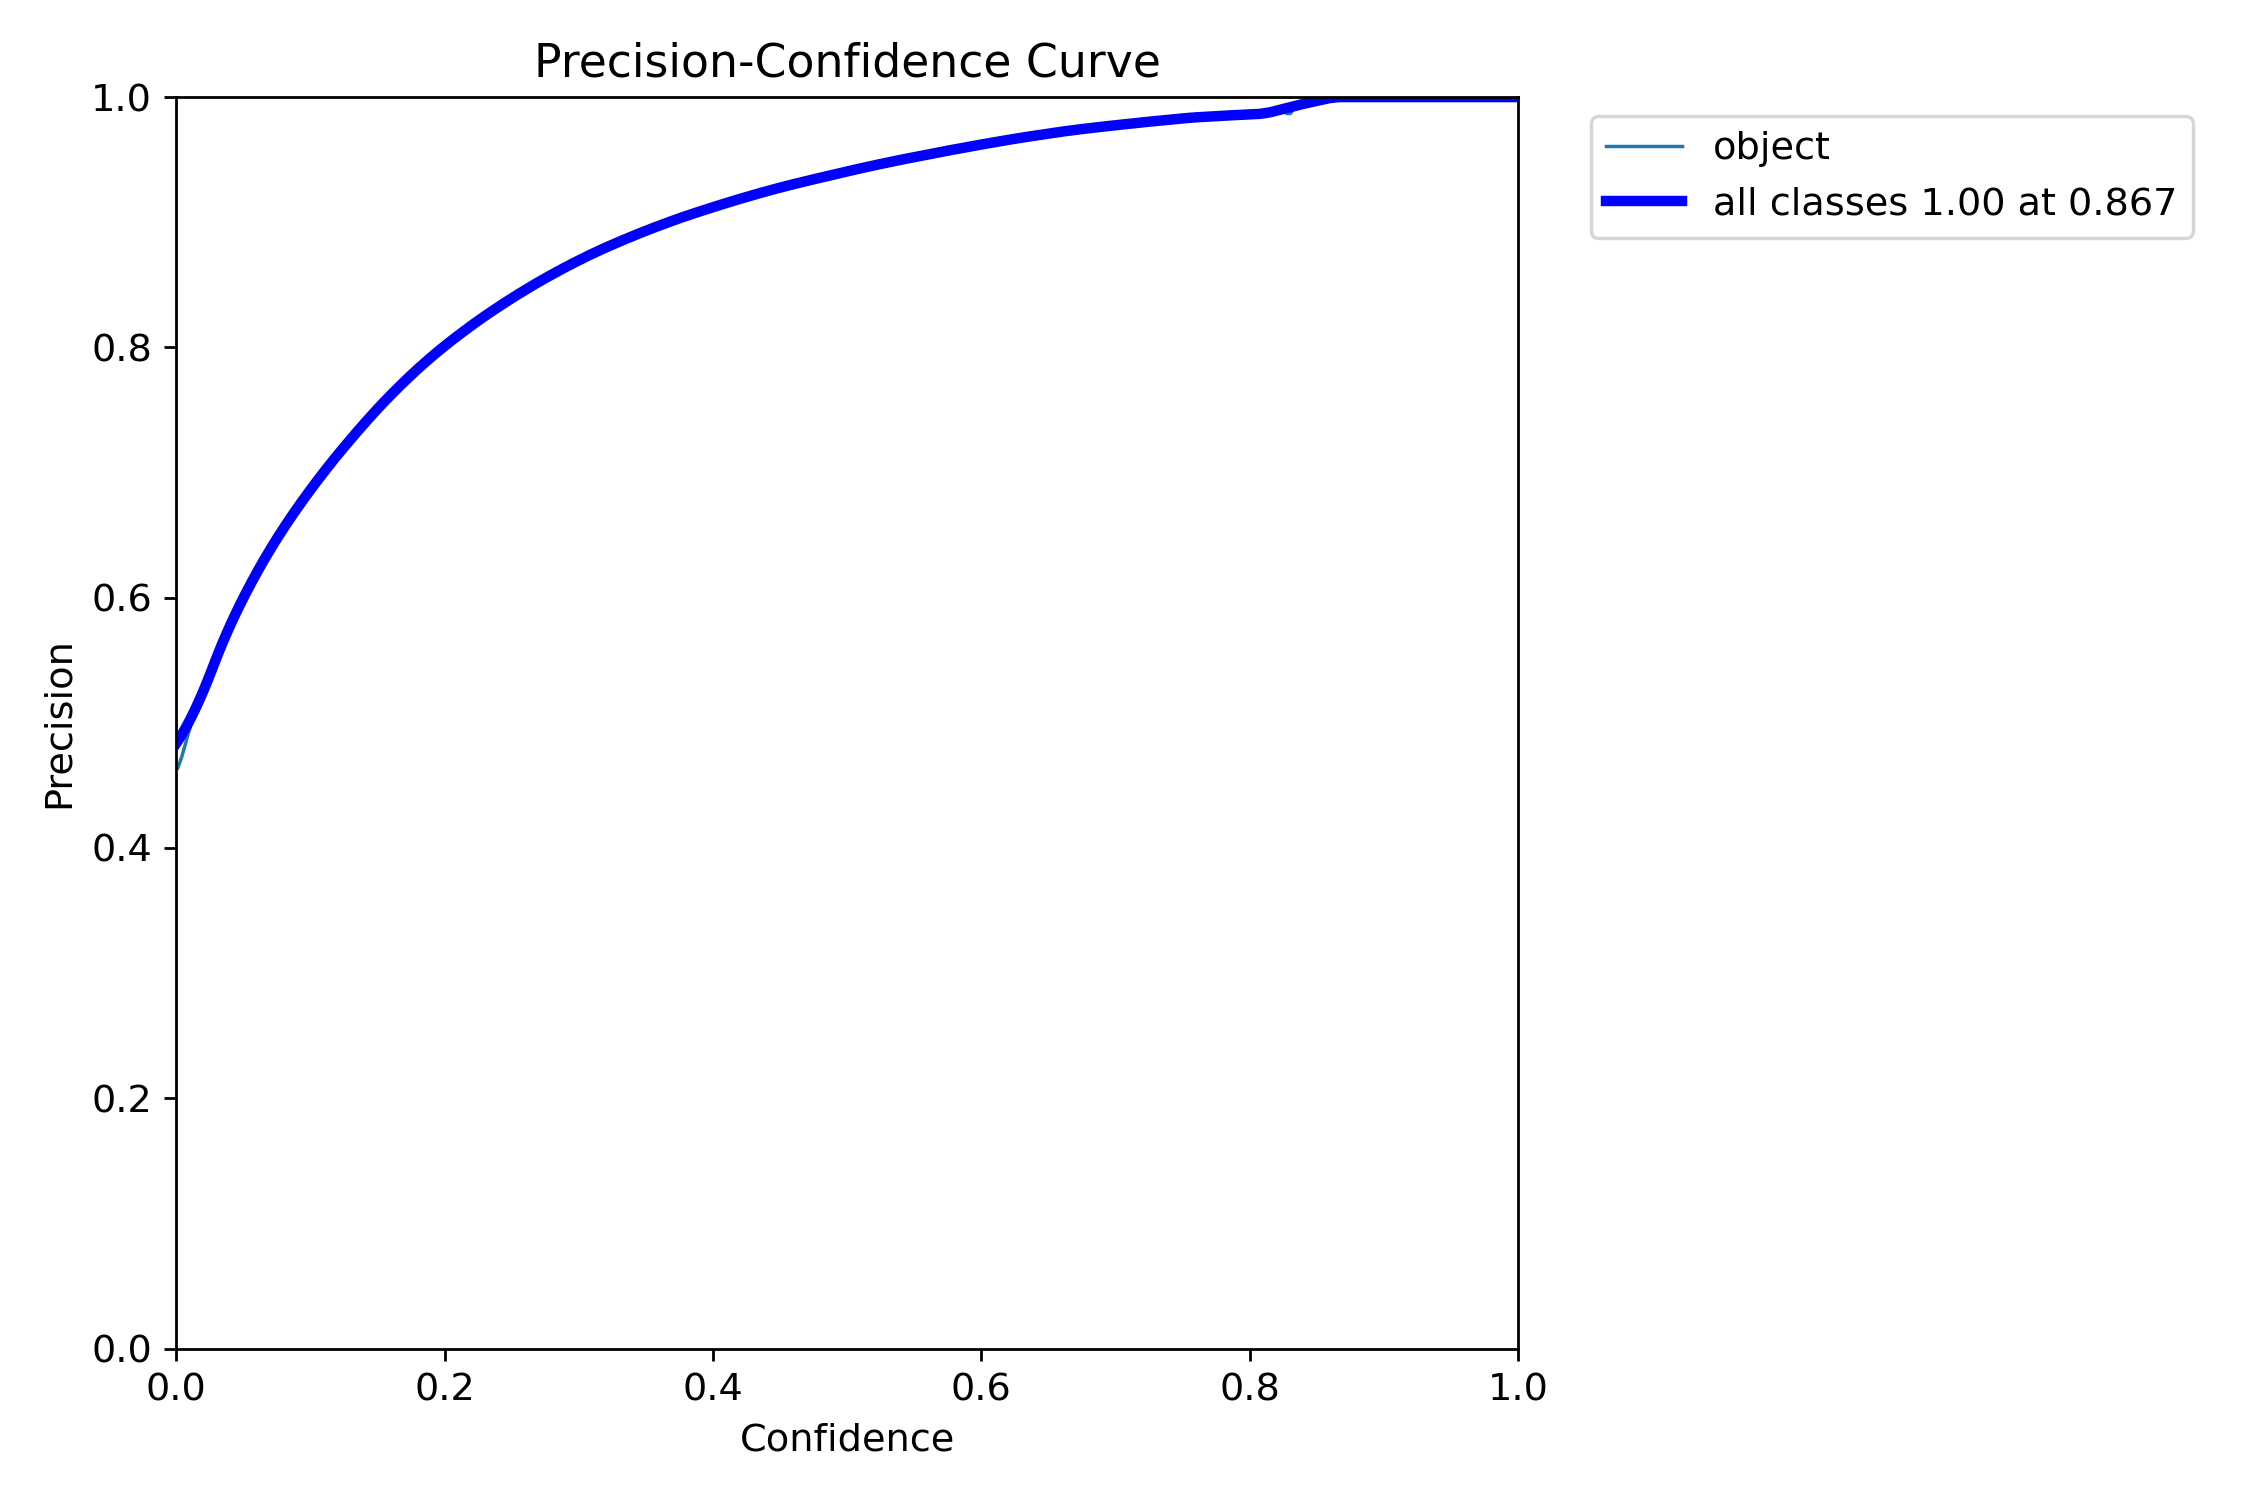 Precision-Confidence Curve
1.0
0.8
0.6
0.4
0.2
0.0
Precision
0.0 0.2 0.4 0.6 0.8 1.0
Confidence
object
all classes 1.00 at 0.867